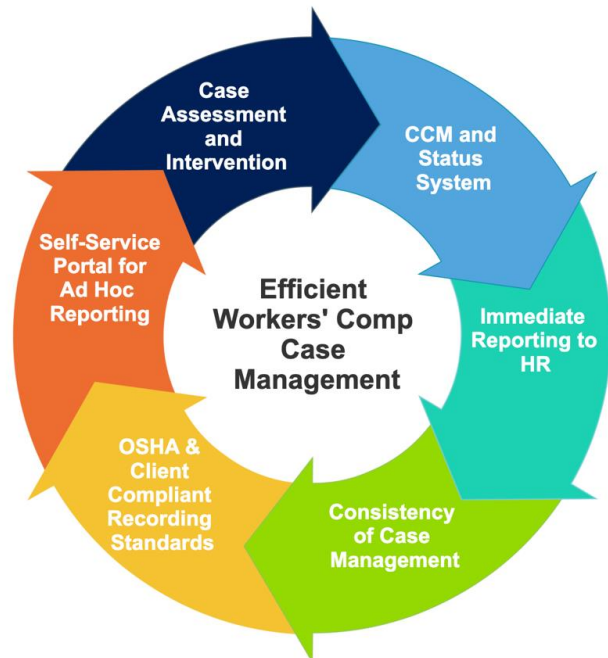 Case
Assessment
and
Intervention
CCM and
Status
System
Immediate
Reporting to
HR
Consistency
of Case
Management
OSHA &
Client
Compliant
Recording
Standards
Self-Service
Portal for
Ad Hoc
Reporting
Efficient
Workers' Comp
Case
Management